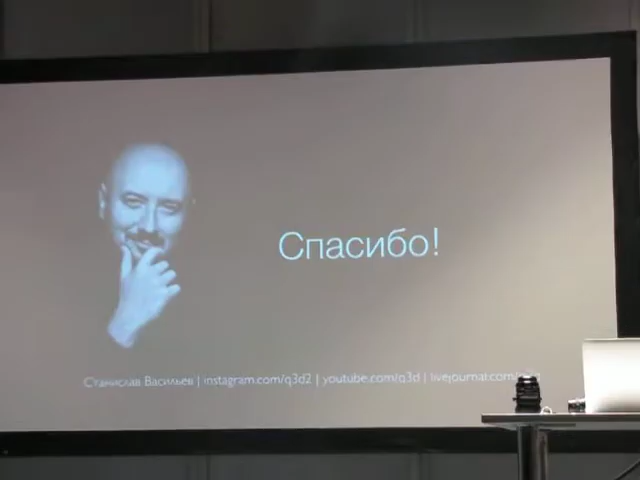 Спасибо!
Станислав Васильев | instagram.com/q3d2 | youtube.com/q3d | livejournal.com/